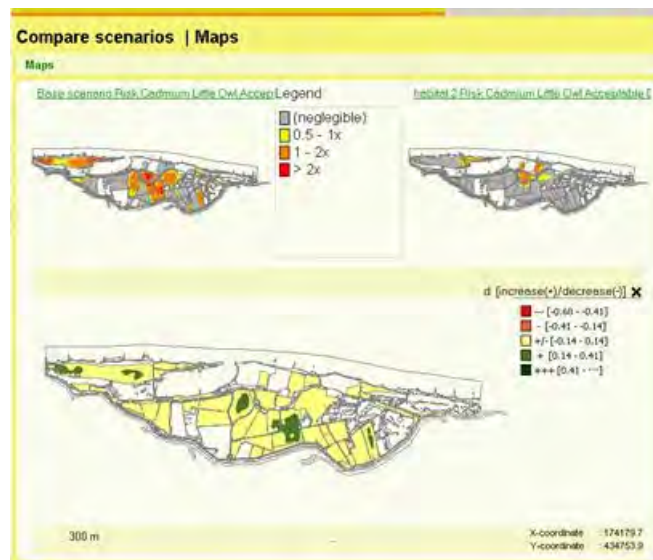 Compare scenarios | Maps
Maps
Base scenario Risk Cadmium Little Owl Accep
Legend
(neglegible)
0.5 - 1x
1 - 2x
> 2x
habitat 2 Risk Cadmium Little Owl Acceptable D
d [increase(+)/decrease(-)] X
-- [-0.60 - -0.41]
- [-0.41 - -0.14]
+/- [-0.14 - 0.14]
+ [0.14 - 0.41]
+++ [0.41 - ---]
300 m
X-coordinate : 174179.7
Y-coordinate : 434753.9